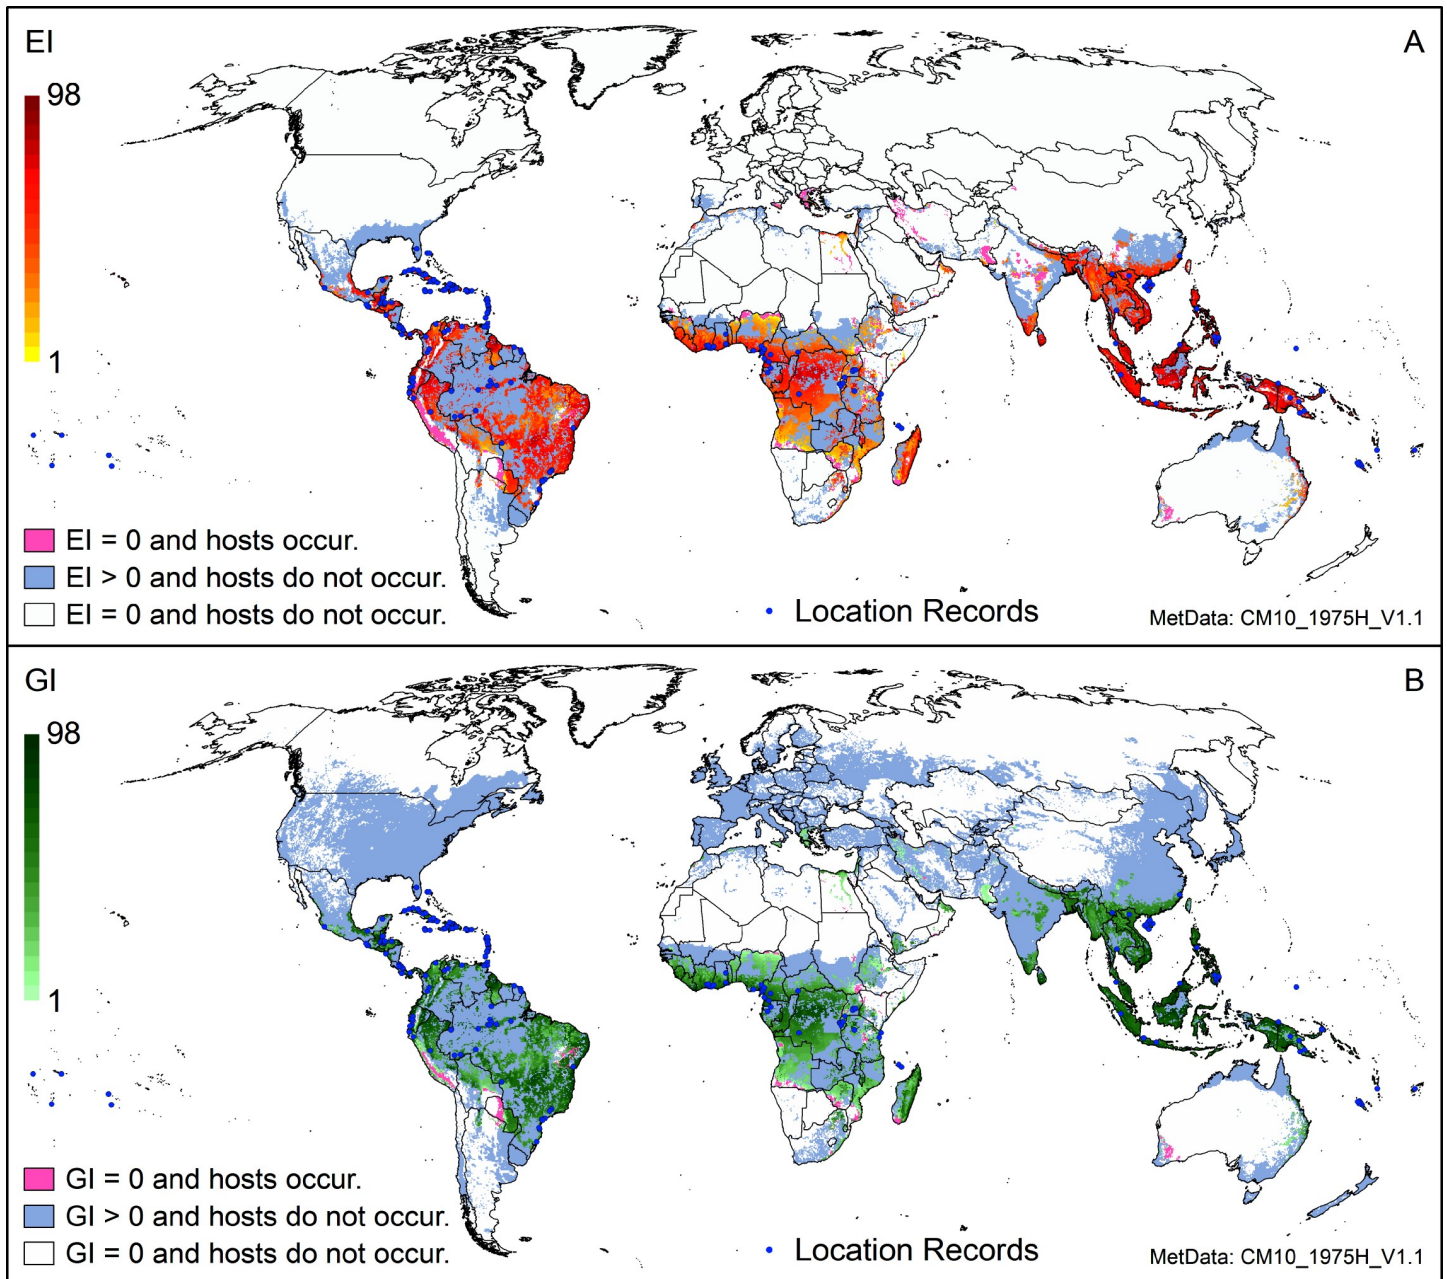 EI
A
98
1
EI = 0 and hosts occur.
EI > 0 and hosts do not occur.
EI = 0 and hosts do not occur.
Location Records
MetData: CM10_1975H_V1.1
GI
B
98
1
GI = 0 and hosts occur.
GI > 0 and hosts do not occur.
GI = 0 and hosts do not occur.
Location Records
MetData: CM10_1975H_V1.1